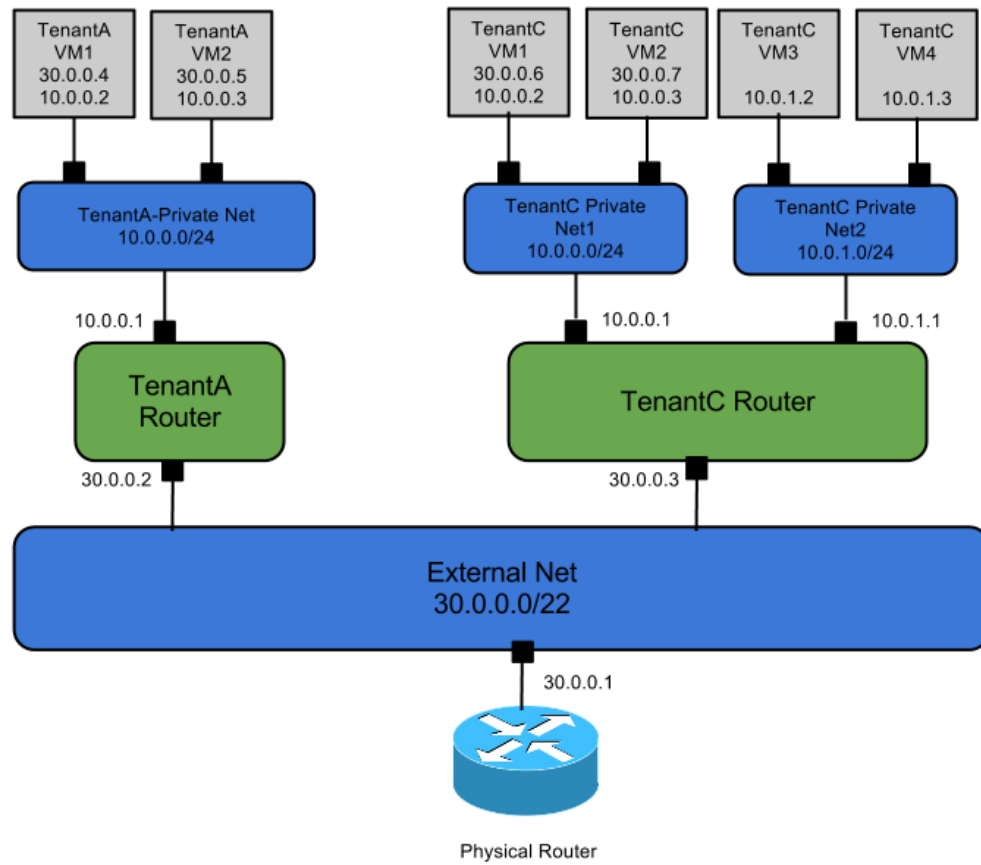 TenantA
VM1
30.0.0.4
10.0.0.2
TenantA
VM2
30.0.0.5
10.0.0.3
TenantC
VM1
30.0.0.6
10.0.0.2
TenantC
VM2
30.0.0.7
10.0.0.3
TenantC
VM3
10.0.1.2
TenantC
VM4
10.0.1.3
TenantA-Private Net
10.0.0.0/24
TenantC Private
Net1
10.0.0.0/24
TenantC Private
Net2
10.0.1.0/24
10.0.0.1
10.0.0.1
10.0.1.1
TenantA
Router
TenantC Router
30.0.0.2
30.0.0.3
External Net
30.0.0.0/22
30.0.0.1
Physical Router